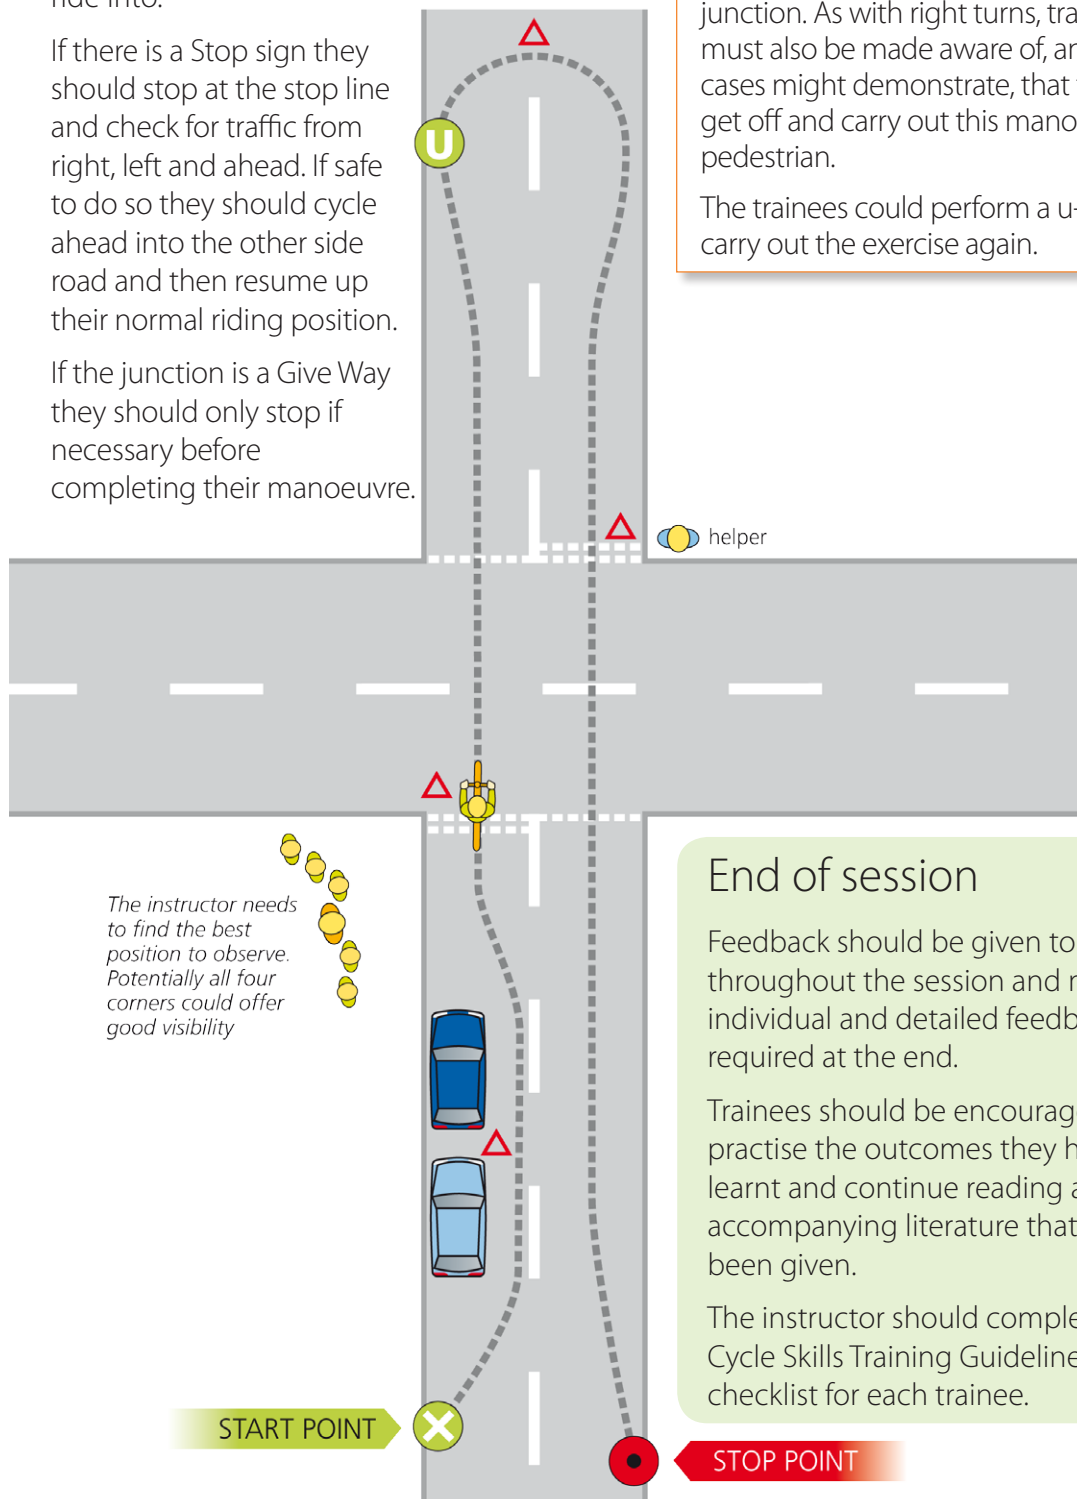 ride into.
If there is a Stop sign they
should stop at the stop line
and check for traffic from
right, left and ahead. If safe
to do so they should cycle
ahead into the other side
road and then resume up
their normal riding position.
If the junction is a Give Way
they should only stop if
necessary before
completing their manoeuvre.
junction. As with right turns,
must also be made aware of,
cases might demonstrate, that
get off and carry out this
pedestrian.
The trainees could perform a
carry out the exercise again.
helper
The instructor needs
to find the best
position to observe.
Potentially all four
corners could offer
good visibility
End of session
Feedback should be given to
throughout the session and
individual and detailed
required at the end.
Trainees should be
practise the outcomes they
learnt and continue reading
accompanying literature that
been given.
The instructor should
Cycle Skills Training
checklist for each trainee.
START POINT
STOP POINT
U